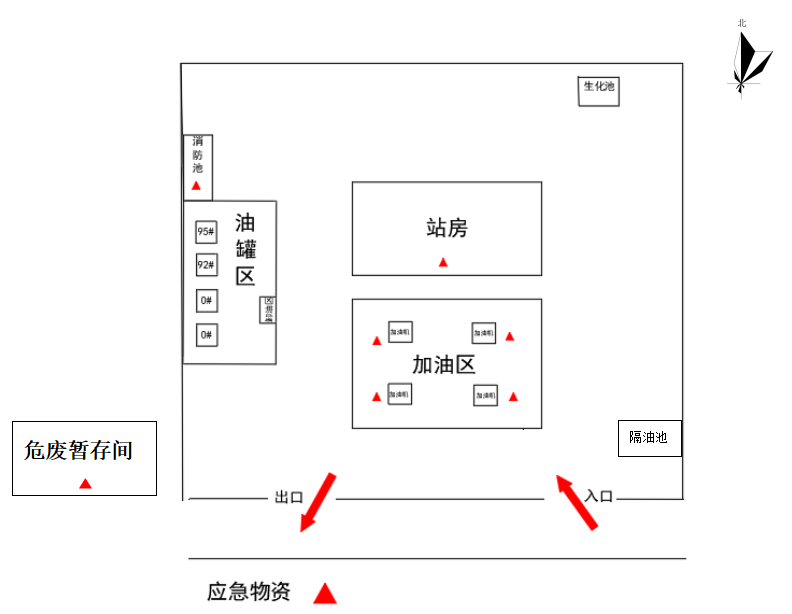 北
生化池
消防池
95#
92#
0#
0#
油罐区
站房
加油机
加油机
加油区
加油机
加油机
危废暂存间
隔油池
出口
入口
应急物资